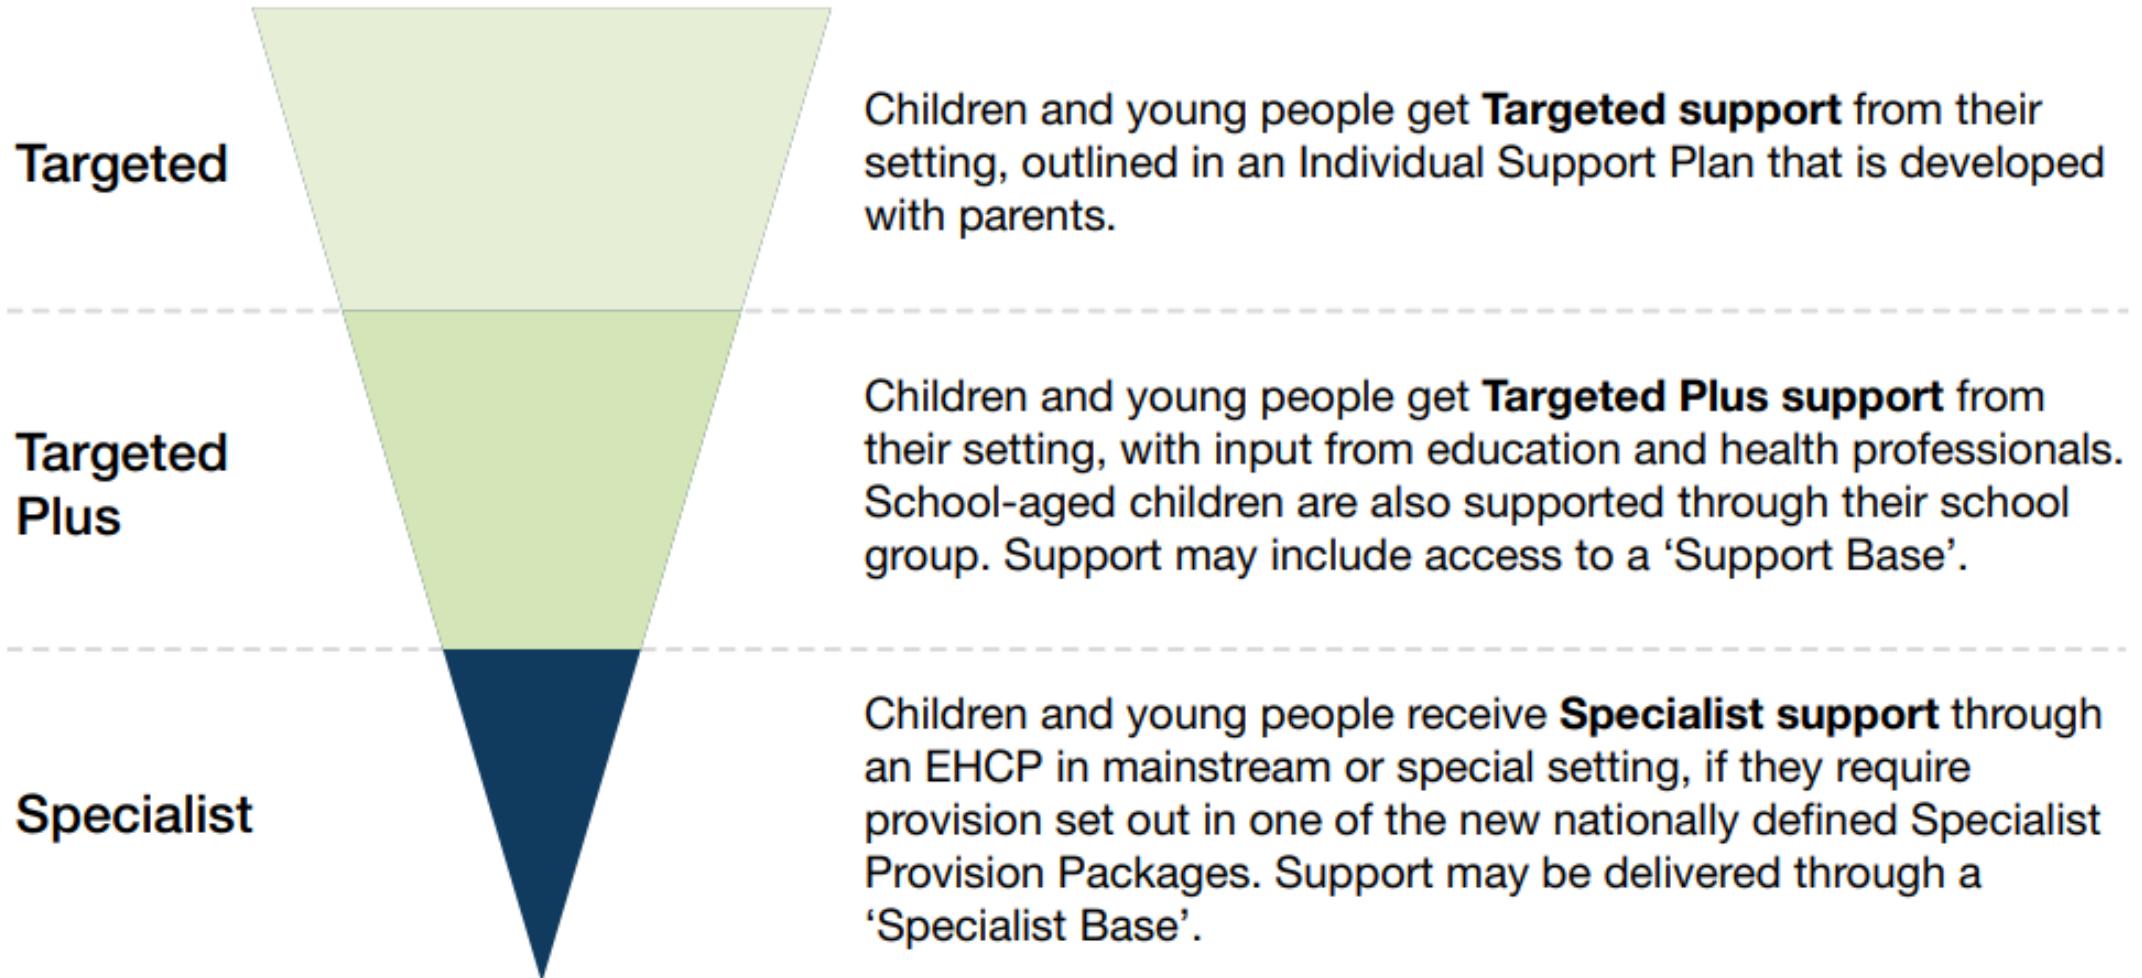 Targeted
Children and young people get Targeted support from their
setting, outlined in an Individual Support Plan that is developed
with parents.
Targeted
Plus
Children and young people get Targeted Plus support from
their setting, with input from education and health professionals.
School-aged children are also supported through their school
group. Support may include access to a ‘Support Base’.
Specialist
Children and young people receive Specialist support through
an EHCP in mainstream or special setting, if they require
provision set out in one of the new nationally defined Specialist
Provision Packages. Support may be delivered through a
‘Specialist Base’.